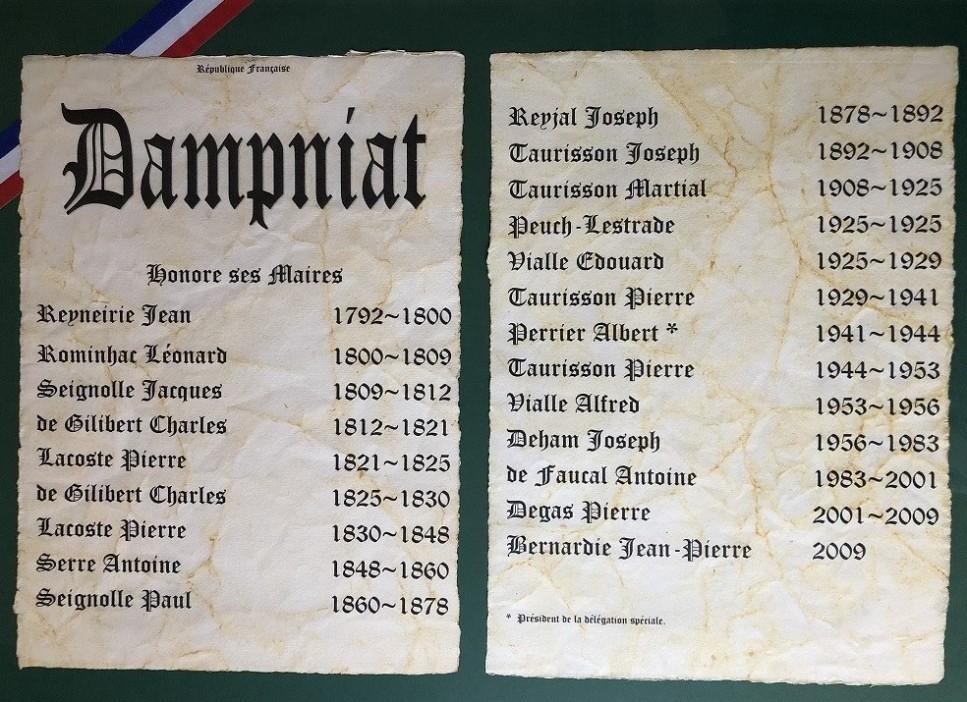 République Française
Dampniat
Honore ses Maires
Reyneirie Jean 1792~1800
Rominhac Léonard 1800~1809
Seignolle Jacques 1809~1812
de Gilibert Charles 1812~1821
Lacoste Pierre 1821~1825
de Gilibert Charles 1825~1830
Lacoste Pierre 1830~1848
Serre Antoine 1848~1860
Seignolle Paul 1860~1878
Reyjal Joseph 1878~1892
Taurisson Joseph 1892~1908
Taurisson Martial 1908~1925
Peuch-Lestrade 1925~1925
Vialle Edouard 1925~1929
Taurisson Pierre 1929~1941
Perrier Albert * 1941~1944
Taurisson Pierre 1944~1953
Vialle Alfred 1953~1956
Deham Joseph 1956~1983
de Faucal Antoine 1983~2001
Degas Pierre 2001~2009
Bernardie Jean-Pierre 2009
* Président de la délégation spéciale.